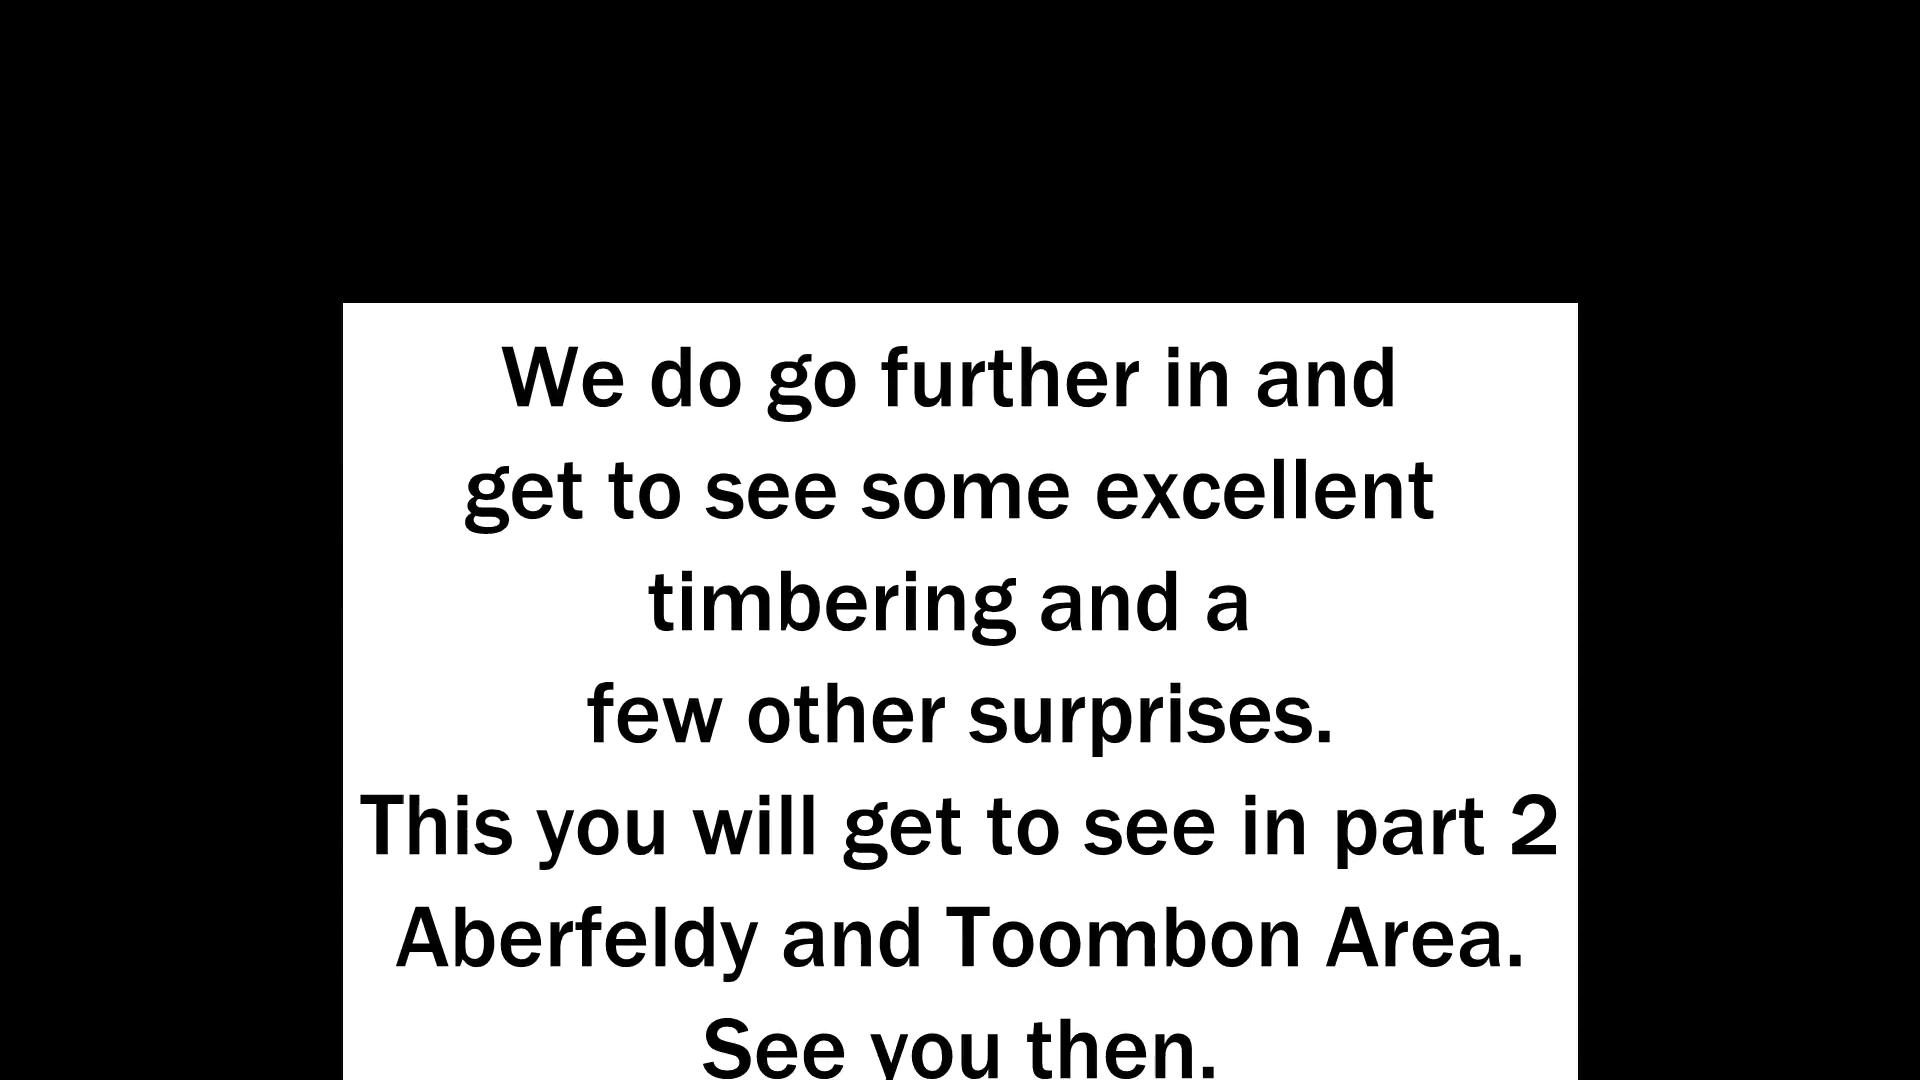 We do go further in and
get to see some excellent
timbering and a
few other surprises.
This you will get to see in part 2
Aberfeldy and Toombon Area.
See you then.